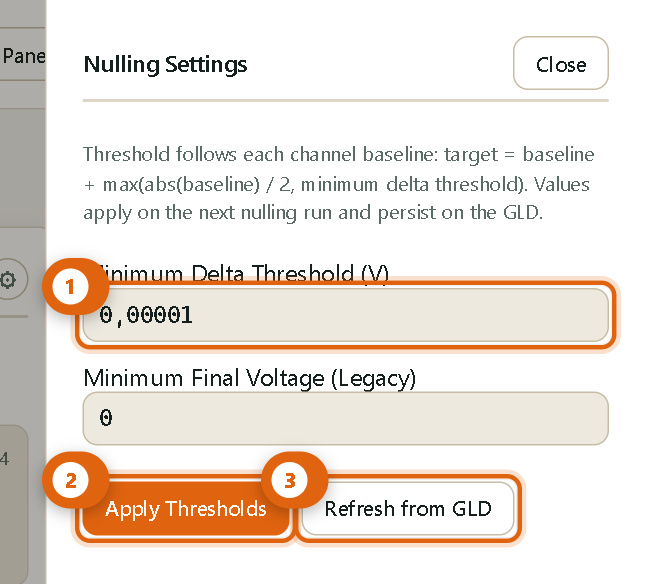 Pane
Nulling Settings
Close
Threshold follows each channel baseline: target = baseline
+ max(abs(baseline) / 2, minimum delta threshold). Values
apply on the next nulling run and persist on the GLD.
inimum Delta Threshold (V)
1
0,00001
Minimum Final Voltage (Legacy)
0
4
2
3
Apply Thresholds
Refresh from GLD